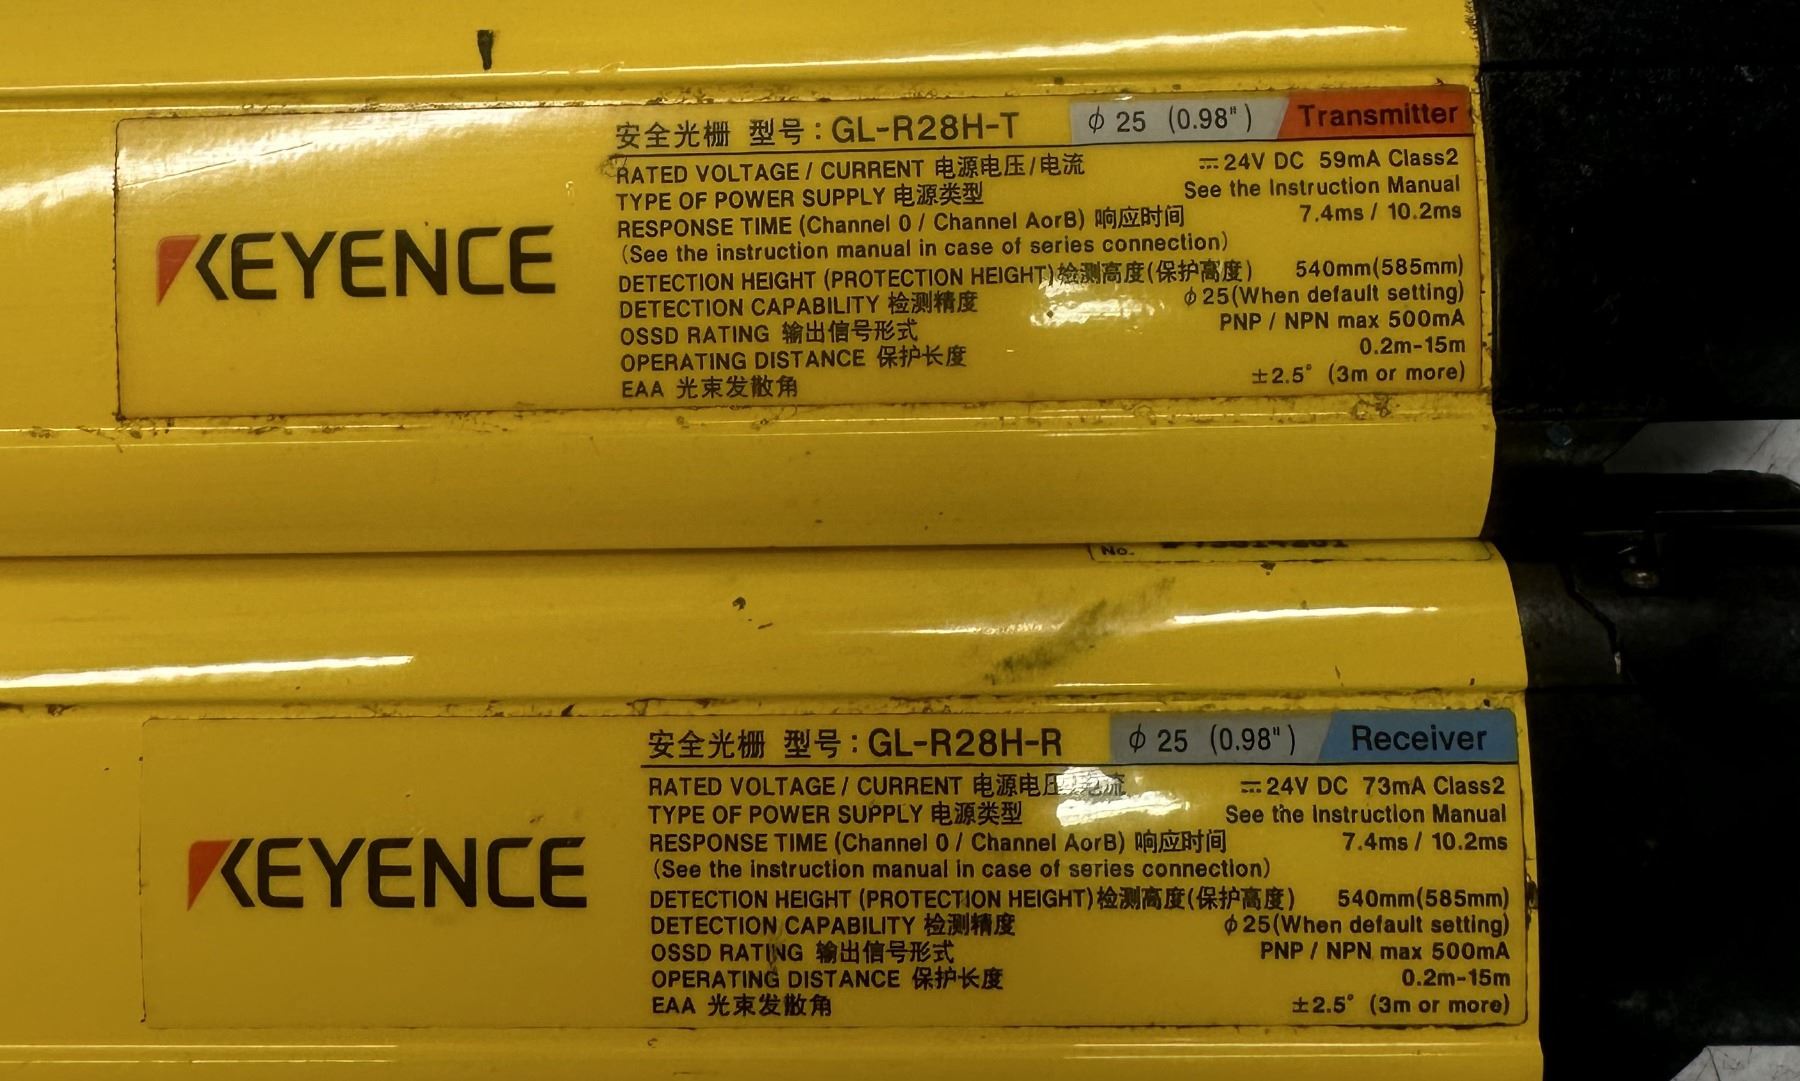 安全光栅 型号：GL-R28H-T ϕ 25 (0.98") Transmitter
RATED VOLTAGE / CURRENT 电源电压/电流 ⎓24V DC 59mA Class2
TYPE OF POWER SUPPLY 电源类型 See the Instruction Manual
RESPONSE TIME (Channel 0 / Channel AorB) 响应时间 7.4ms / 10.2ms
(See the instruction manual in case of series connection)
KEYENCE
DETECTION HEIGHT (PROTECTION HEIGHT)检测高度(保护高度) 540mm(585mm)
DETECTION CAPABILITY 检测精度 ϕ25(When default setting)
OSSD RATING 输出信号形式 PNP / NPN max 500mA
OPERATING DISTANCE 保护长度 0.2m-15m
EAA 光束发散角 ±2.5° (3m or more)
No.
安全光栅 型号：GL-R28H-R ϕ 25 (0.98") Receiver
RATED VOLTAGE / CURRENT 电源电压/电流 ⎓24V DC 73mA Class2
TYPE OF POWER SUPPLY 电源类型 See the Instruction Manual
RESPONSE TIME (Channel 0 / Channel AorB) 响应时间 7.4ms / 10.2ms
(See the instruction manual in case of series connection)
KEYENCE
DETECTION HEIGHT (PROTECTION HEIGHT)检测高度(保护高度) 540mm(585mm)
DETECTION CAPABILITY 检测精度 ϕ25(When default setting)
OSSD RATING 输出信号形式 PNP / NPN max 500mA
OPERATING DISTANCE 保护长度 0.2m-15m
EAA 光束发散角 ±2.5° (3m or more)